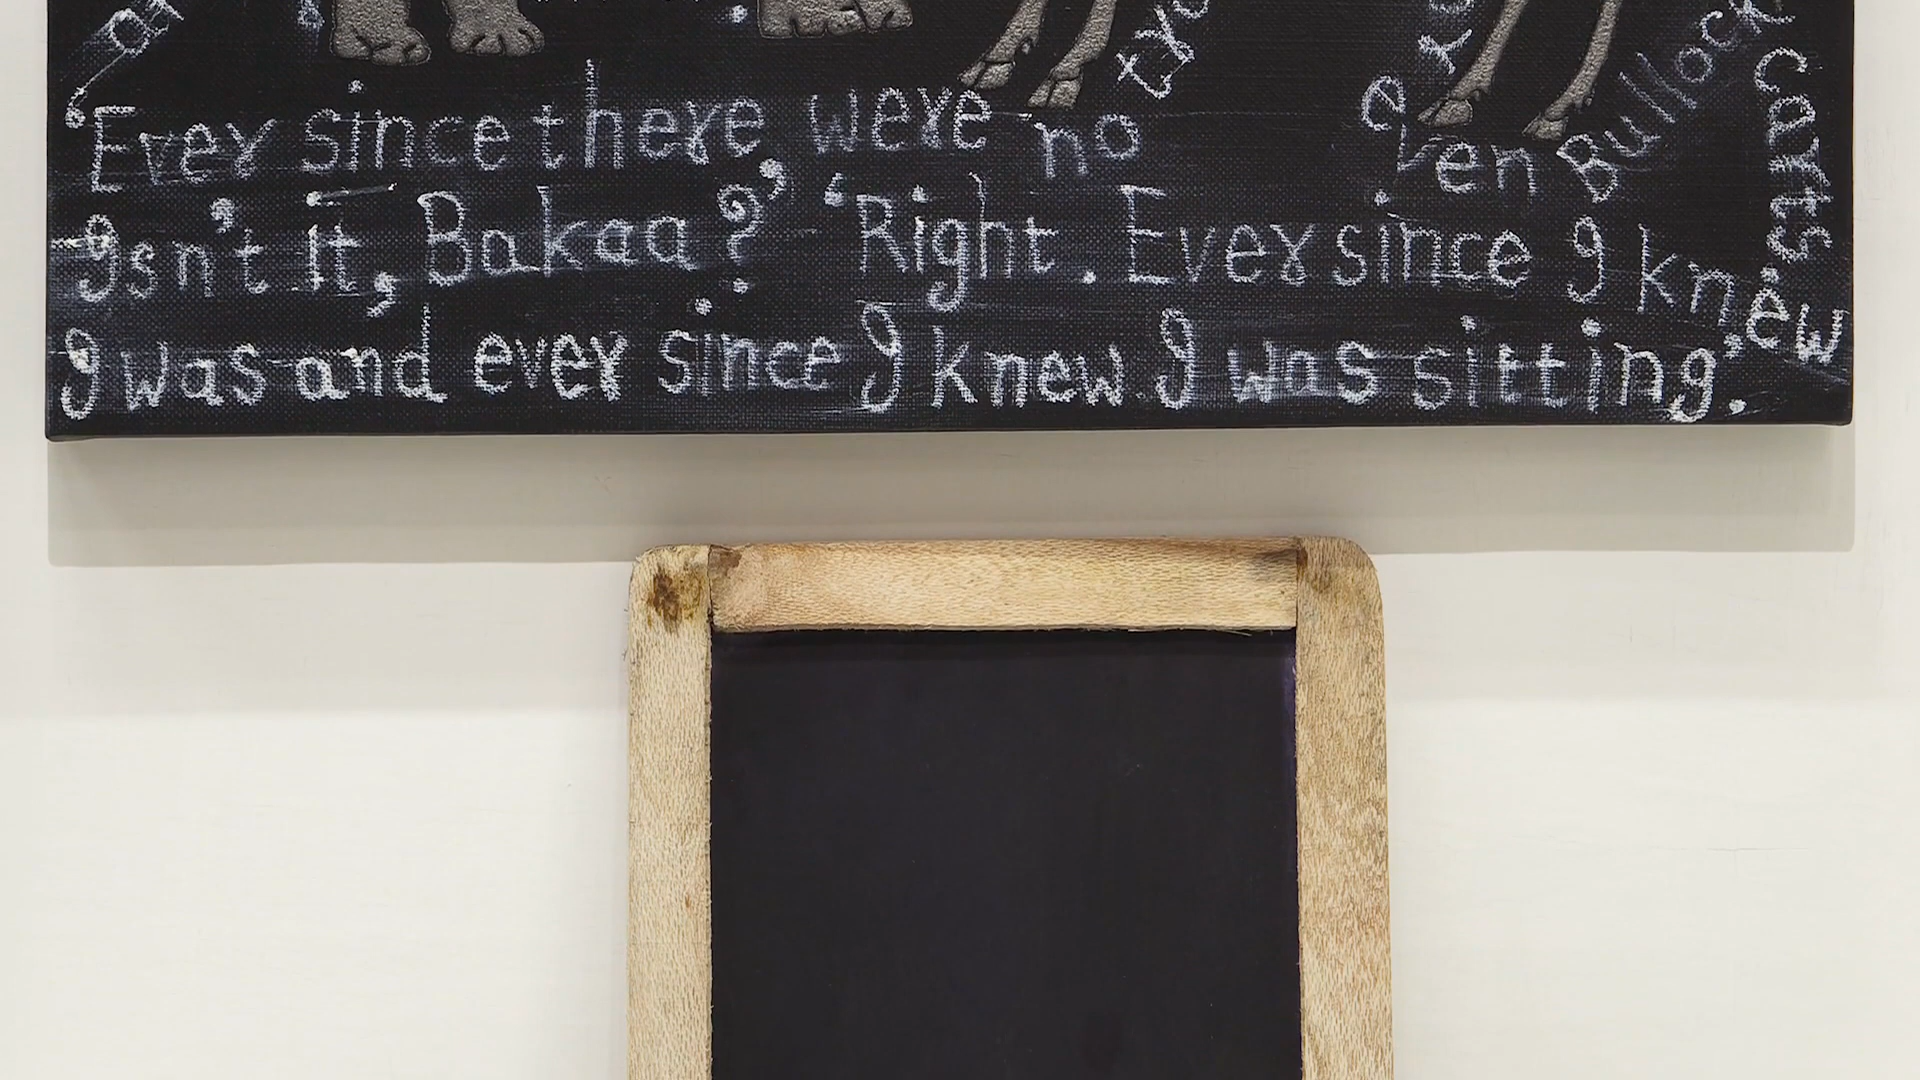 'Ever since there were no
even Bullock carts
Isn't it, Bakaa?' 'Right. Ever since I knew
I was and ever since I knew I was sitting.'